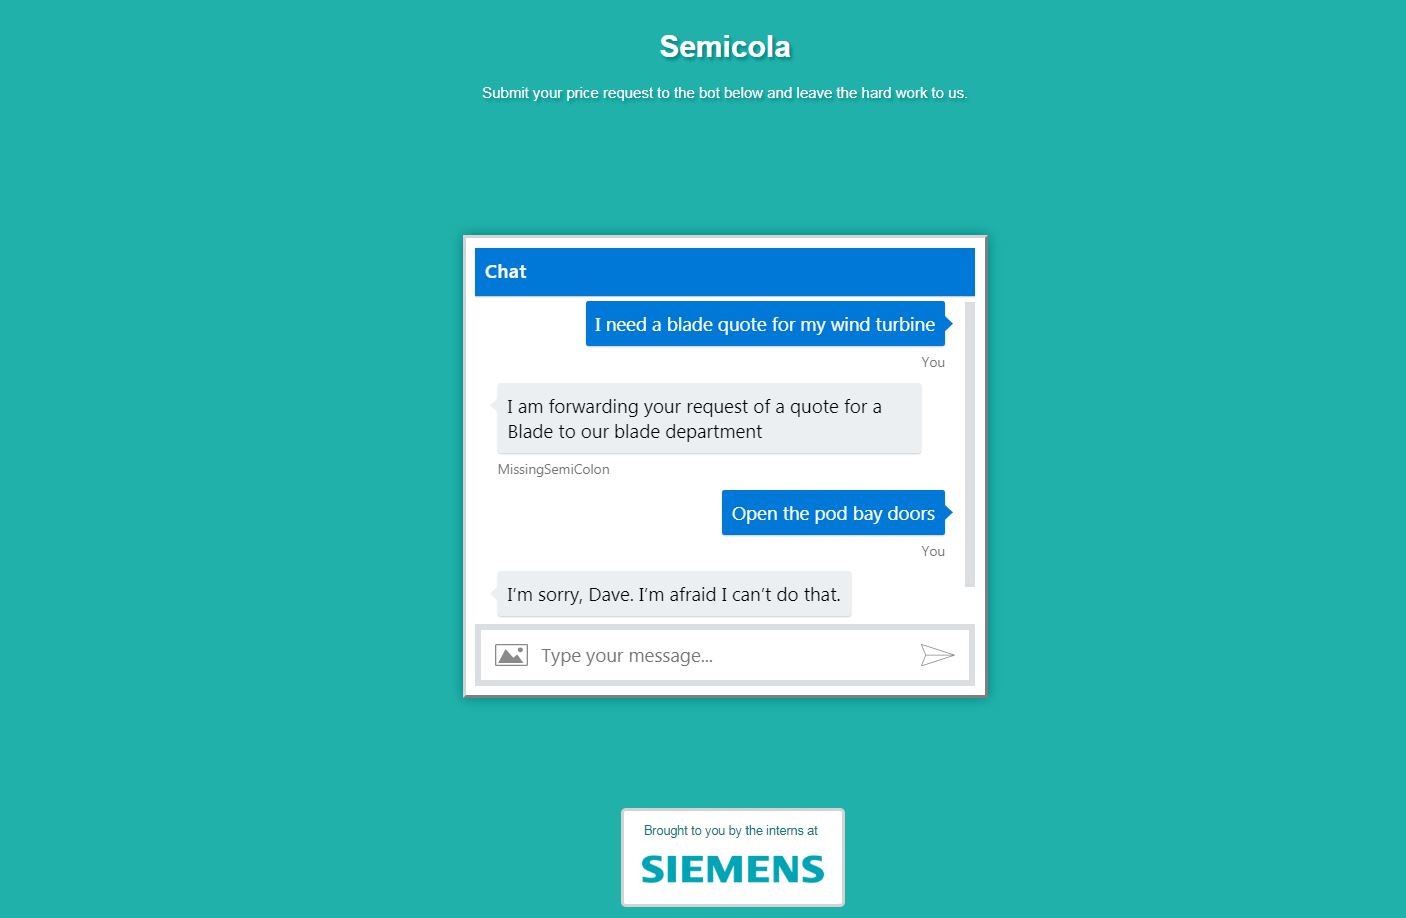 Semicola
Submit your price request to the bot below and leave the hard work to us.
Chat
I need a blade quote for my wind turbine
You
I am forwarding your request of a quote for a
Blade to our blade department
MissingSemiColon
Open the pod bay doors
You
I'm sorry, Dave. I'm afraid I can't do that.
Type your message...
Brought to you by the interns at
SIEMENS